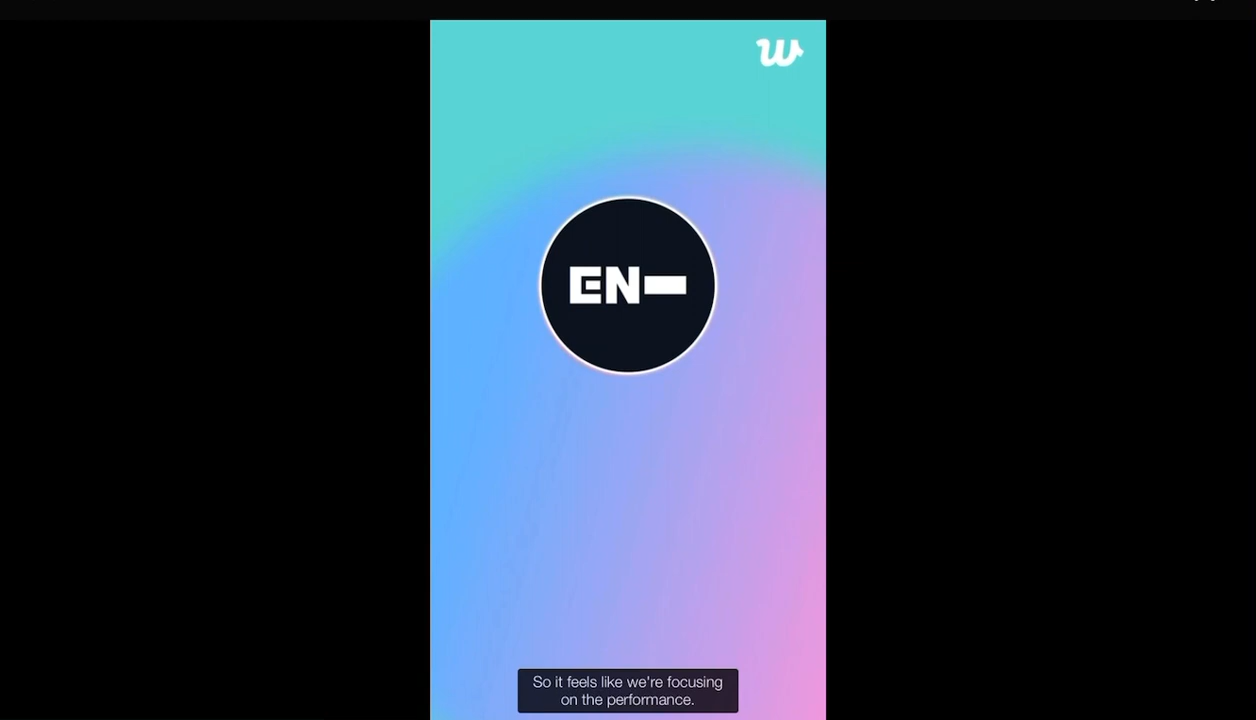 w
EN-
So it feels like we're focusing
on the performance.